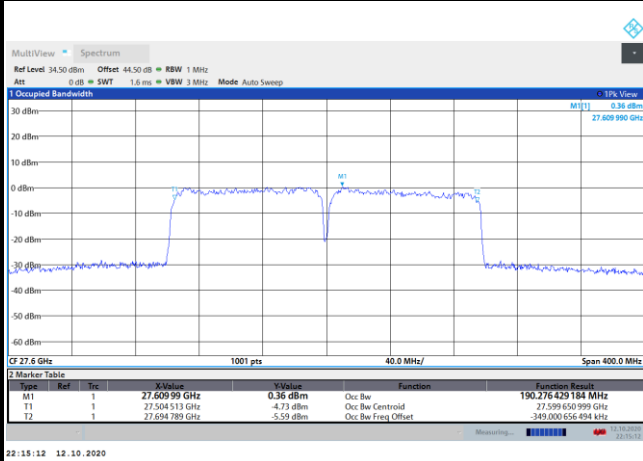 MultiView Spectrum
Ref Level 34.50 dBm Offset 44.50 dB RBW 1 MHz
Att 0 dB SWT 1.6 ms VBW 3 MHz Mode Auto Sweep
1 Occupied Bandwidth 1Pk View
M1[1] 0.36 dBm
27.609 990 GHz
30 dBm
20 dBm
10 dBm
M1
0 dBm
T1
T2
-10 dBm
-20 dBm
-30 dBm
-40 dBm
-50 dBm
-60 dBm
CF 27.6 GHz 1001 pts 40.0 MHz/ Span 400.0 MHz
2 Marker Table
Type Ref Trc X-Value Y-Value Function Function Result
M1 1 27.609 99 GHz 0.36 dBm Occ Bw 190.276 429 184 MHz
T1 1 27.504 513 GHz -4.73 dBm Occ Bw Centroid 27.599 650 999 GHz
T2 1 27.694 789 GHz -5.59 dBm Occ Bw Freq Offset -349.000 656 494 kHz
Measuring... 12.10.2020
22:15:12
22:15:12 12.10.2020